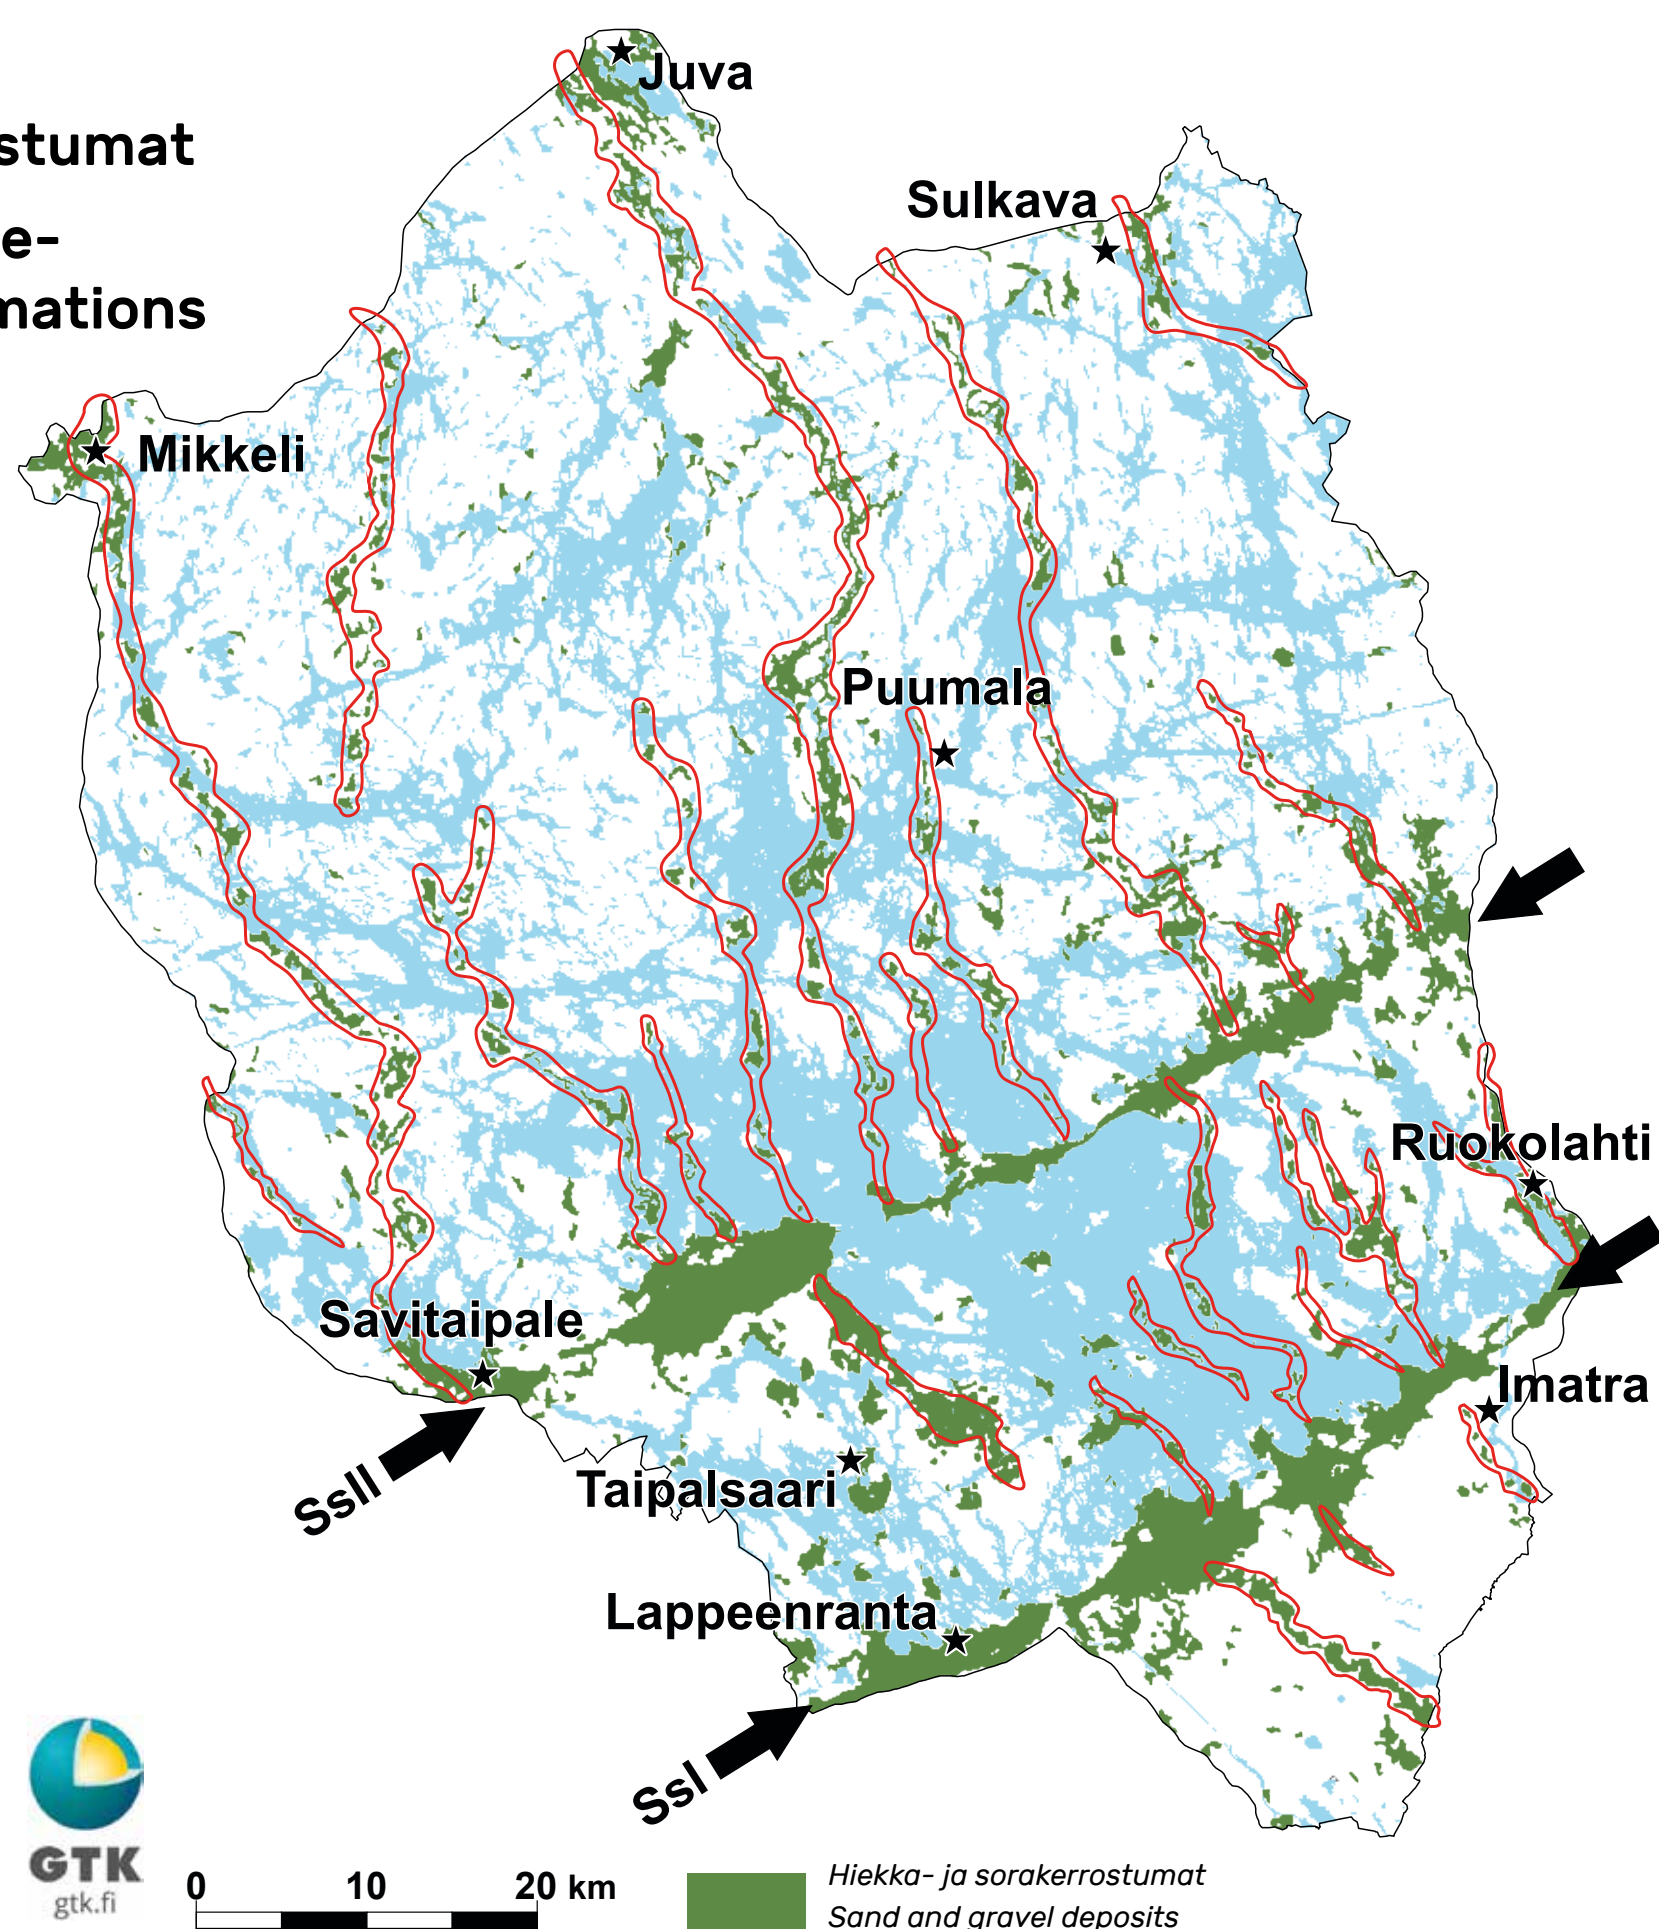 Juva
stumat
Sulkava
e-
mations
Mikkeli
Puumala
Ruokolahti
Savitaipale
Imatra
SsII
Taipalsaari
Lappeenranta
SsI
GTK
gtk.fi
0 10 20 km
Hiekka- ja sorakerrostumat
Sand and gravel deposits